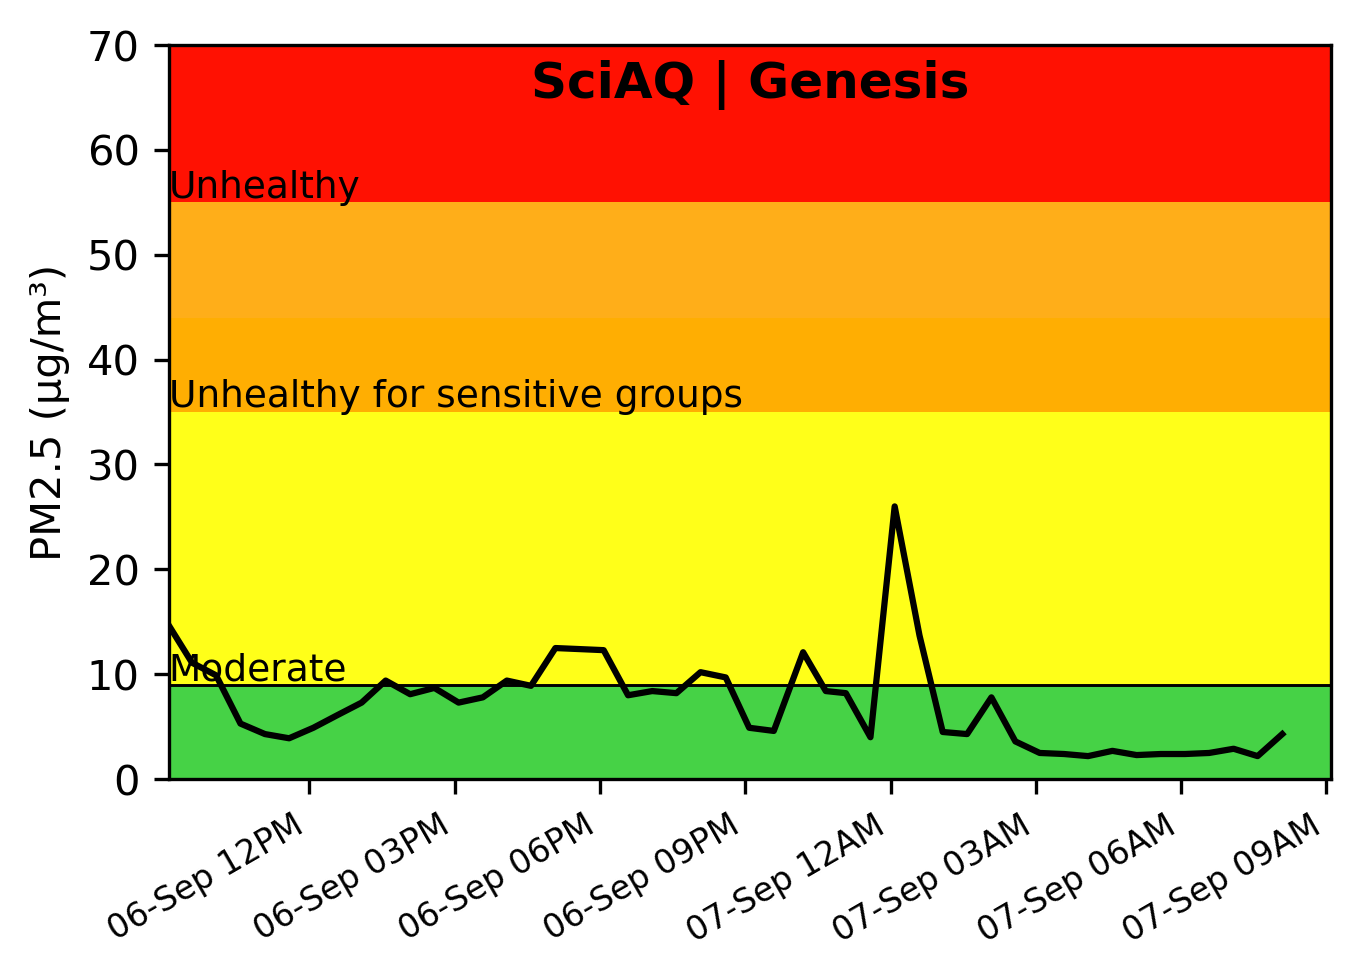 SciAQ | Genesis
PM2.5 (µg/m³)
70
60
50
40
30
20
10
0
Unhealthy
Unhealthy for sensitive groups
Moderate
06-Sep 12PM
06-Sep 03PM
06-Sep 06PM
06-Sep 09PM
07-Sep 12AM
07-Sep 03AM
07-Sep 06AM
07-Sep 09AM